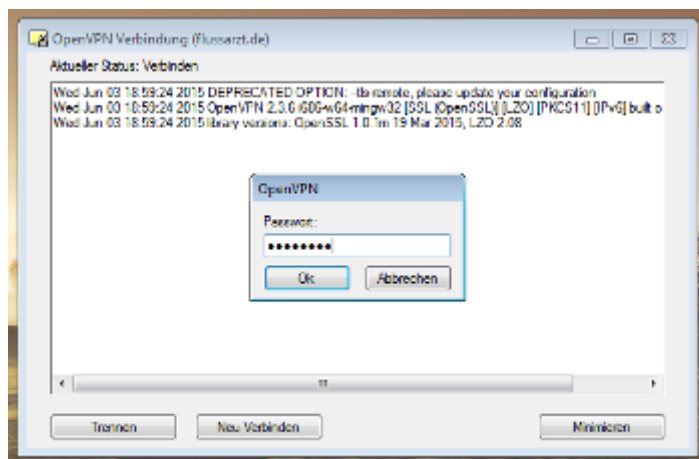 OpenVPN Verbindung (flussarzt.de)
Aktueller Status: Verbinden
Wed Jun 03 18:59:24 2015 DEPRECATED OPTION: --tls-remote, please update your configuration
Wed Jun 03 18:59:24 2015 OpenVPN 2.3.6 i686-w64-mingw32 [SSL (OpenSSL)] [LZO] [PKCS11] [IPv6] built o
Wed Jun 03 18:59:24 2015 library versions: OpenSSL 1.0.1m 19 Mar 2015, LZO 2.08
OpenVPN
Passwort:
Ok
Abbrechen
Trennen
Neu Verbinden
Minimieren